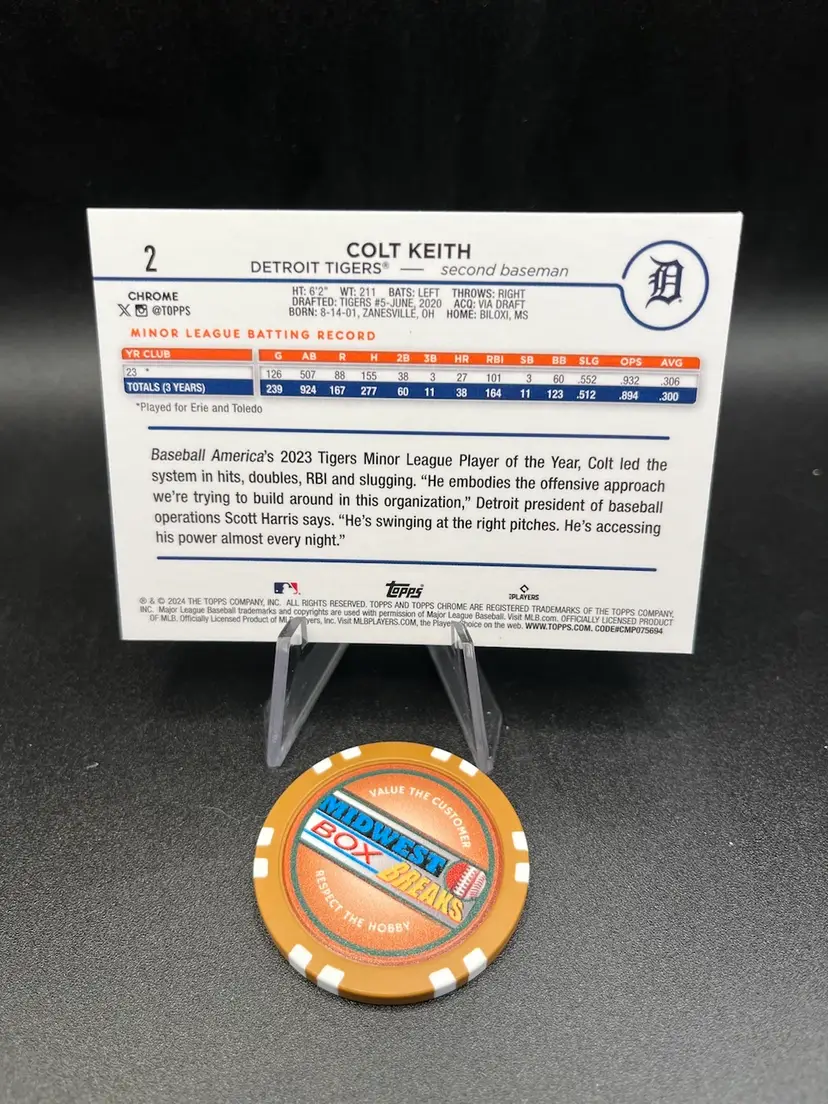 2
COLT KEITH
DETROIT TIGERS® — second baseman
D
CHROME
@TOPPS
HT: 6'2" WT: 211 BATS: LEFT THROWS: RIGHT
DRAFTED: TIGERS #5-JUNE, 2020 ACQ: VIA DRAFT
BORN: 8-14-01, ZANESVILLE, OH HOME: BILOXI, MS
MINOR LEAGUE BATTING RECORD
YR CLUB G AB R H 2B 3B HR RBI SB BB SLG OPS AVG
23 * 126 507 88 155 38 3 27 101 3 60 .552 .932 .306
TOTALS (3 YEARS) 239 924 167 277 60 11 38 164 11 123 .512 .894 .300
*Played for Erie and Toledo
Baseball America's 2023 Tigers Minor League Player of the Year, Colt led the
system in hits, doubles, RBI and slugging. “He embodies the offensive approach
we're trying to build around in this organization,” Detroit president of baseball
operations Scott Harris says. “He's swinging at the right pitches. He's accessing
his power almost every night.”
Topps
PLAYERS
® & © 2024 THE TOPPS COMPANY, INC. ALL RIGHTS RESERVED. TOPPS AND TOPPS CHROME ARE REGISTERED TRADEMARKS OF THE TOPPS COMPANY,
INC. Major League Baseball trademarks and copyrights are used with permission of Major League Baseball. Visit MLB.com. OFFICIALLY LICENSED PRODUCT
OF MLB. Officially Licensed Product of MLB Players, Inc. Visit MLBPLAYERS.COM, the Players Choice on the web. WWW.TOPPS.COM. CODE#CMP075694
VALUE THE CUSTOMER
MIDWEST
BOX
BREAKS
RESPECT THE HOBBY